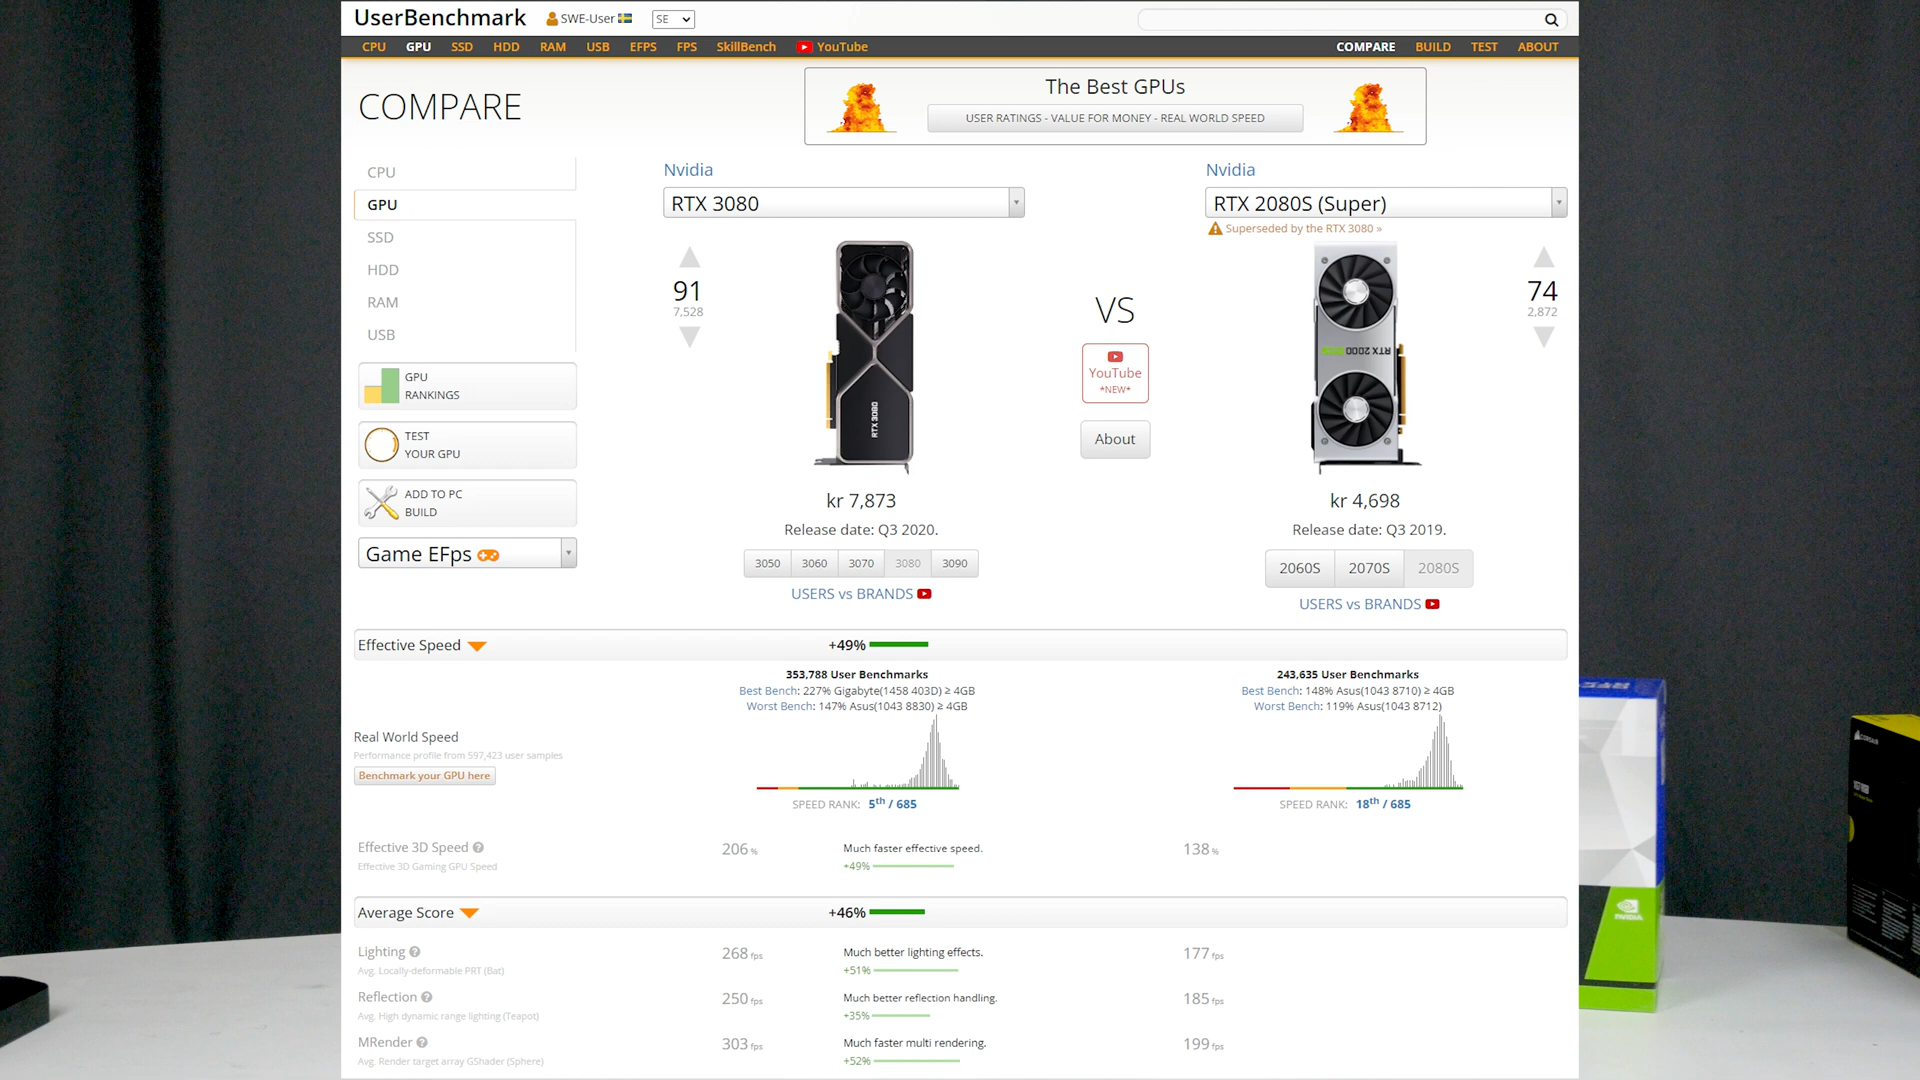 UserBenchmark
SWE-User
SE
CPU GPU SSD HDD RAM USB EFPS FPS SkillBench YouTube
COMPARE BUILD TEST ABOUT
COMPARE
The Best GPUs
USER RATINGS - VALUE FOR MONEY - REAL WORLD SPEED
CPU
GPU
SSD
HDD
RAM
USB
GPU
RANKINGS
TEST
YOUR GPU
ADD TO PC
BUILD
Game EFps
Nvidia
RTX 3080
91
7,528
RTX 3080
kr 7,873
Release date: Q3 2020.
3050 3060 3070 3080 3090
USERS vs BRANDS
VS
YouTube
*NEW*
About
Nvidia
RTX 2080S (Super)
Superseded by the RTX 3080 »
74
2,872
RTX 2000
kr 4,698
Release date: Q3 2019.
2060S 2070S 2080S
USERS vs BRANDS
Effective Speed +49%
353,788 User Benchmarks
Best Bench: 227% Gigabyte(1458 403D) ≥ 4GB
Worst Bench: 147% Asus(1043 8830) ≥ 4GB
243,635 User Benchmarks
Best Bench: 148% Asus(1043 8710) ≥ 4GB
Worst Bench: 119% Asus(1043 8712)
Real World Speed
Performance profile from 597,423 user samples
Benchmark your GPU here
SPEED RANK: 5th / 685
SPEED RANK: 18th / 685
Effective 3D Speed
Effective 3D Gaming GPU Speed
206 %
Much faster effective speed.
+49%
138 %
Average Score +46%
Lighting
Avg. Locally-deformable PRT (Bat)
268 fps
Much better lighting effects.
+51%
177 fps
Reflection
Avg. High dynamic range lighting (Teapot)
250 fps
Much better reflection handling.
+35%
185 fps
MRender
Avg. Render target array GShader (Sphere)
303 fps
Much faster multi rendering.
+52%
199 fps
NVIDIA
CORSAIR